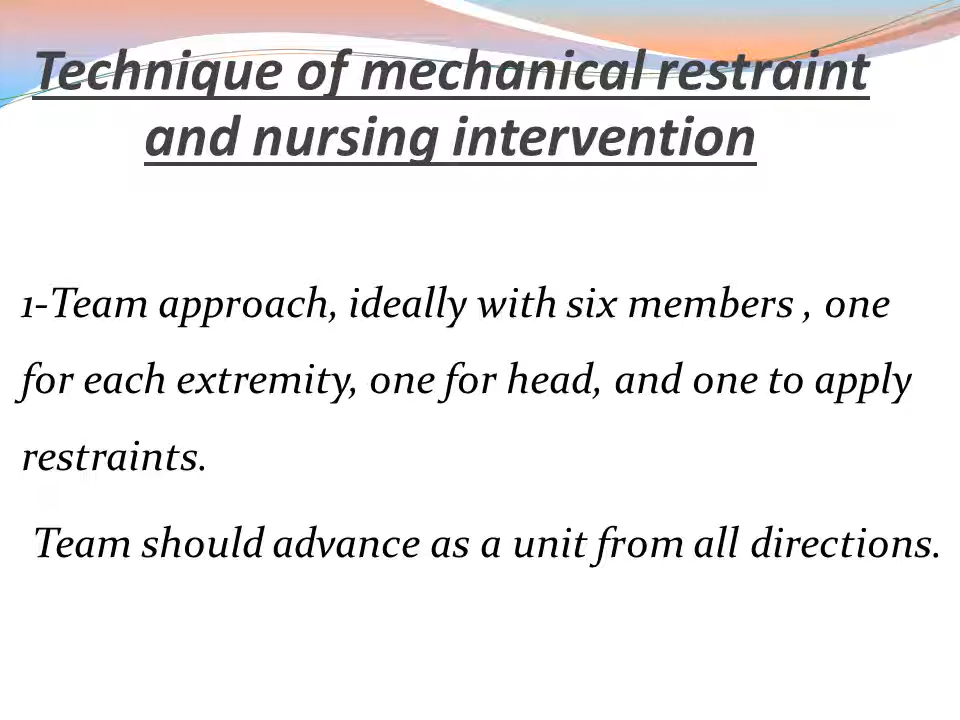 Technique of mechanical restraint
and nursing intervention
1-Team approach, ideally with six members , one
for each extremity, one for head, and one to apply
restraints.
Team should advance as a unit from all directions.